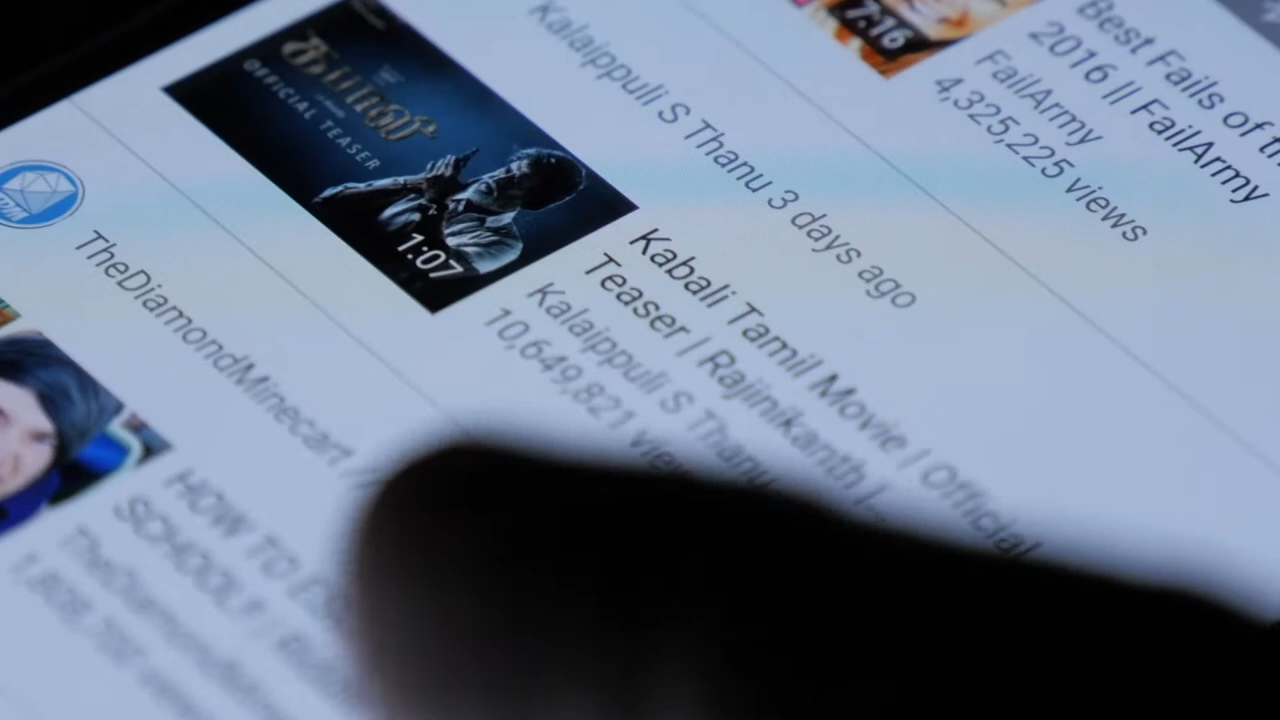 7:16
Best Fails of
2016 || FailArmy
FailArmy
4,325,225 views
Kalaippuli S Thanu 3 days ago
கபாலி
OFFICIAL TEASER
1:07
Kabali Tamil Movie | Official
Teaser | Rajinikanth |
Kalaippuli S Thanu
10,649,821
TheDiamondMinecart
HOW TO
SCHOOL!